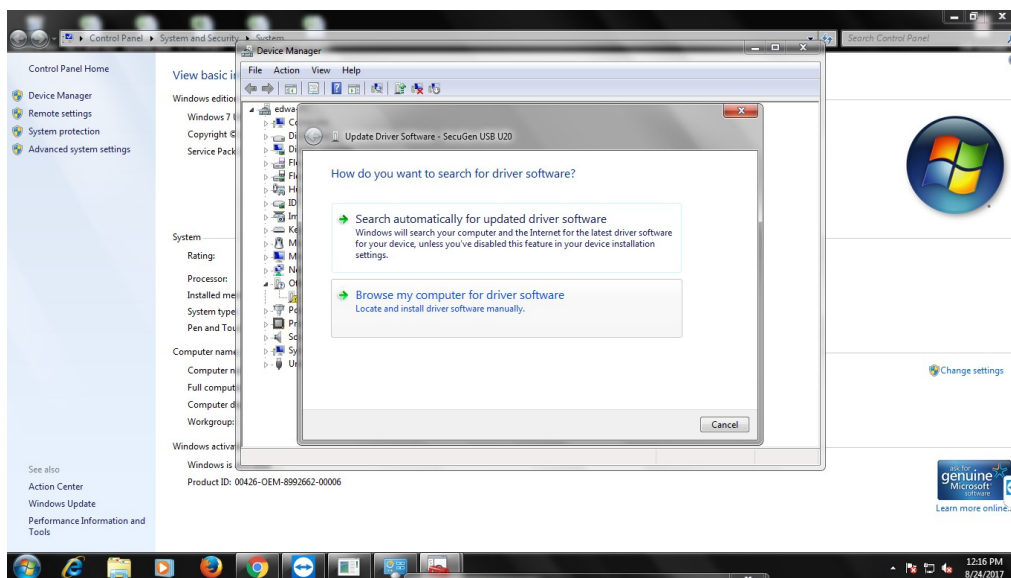 Control Panel ▸ System and Security ▸ System
Search Control Panel
Control Panel Home
Device Manager
Remote settings
System protection
Advanced system settings
See also
Action Center
Windows Update
Performance Information and
Tools
View basic
Windows edition
Windows 7
Copyright ©
Service Pack
System
Rating:
Processor:
Installed
System type
Pen and
Computer name
Computer
Full
Computer
Workgroup:
Windows
Windows is
Product ID: 00426-OEM-8992662-00006
Change settings
ask for
genuine
Microsoft
software
Learn more online
Device Manager
File Action View Help
Update Driver Software - SecuGen USB U20
How do you want to search for driver software?
Search automatically for updated driver software
Windows will search your computer and the Internet for the latest driver software
for your device, unless you've disabled this feature in your device installation
settings.
Browse my computer for driver software
Locate and install driver software manually.
Cancel
12:16 PM
8/24/2017